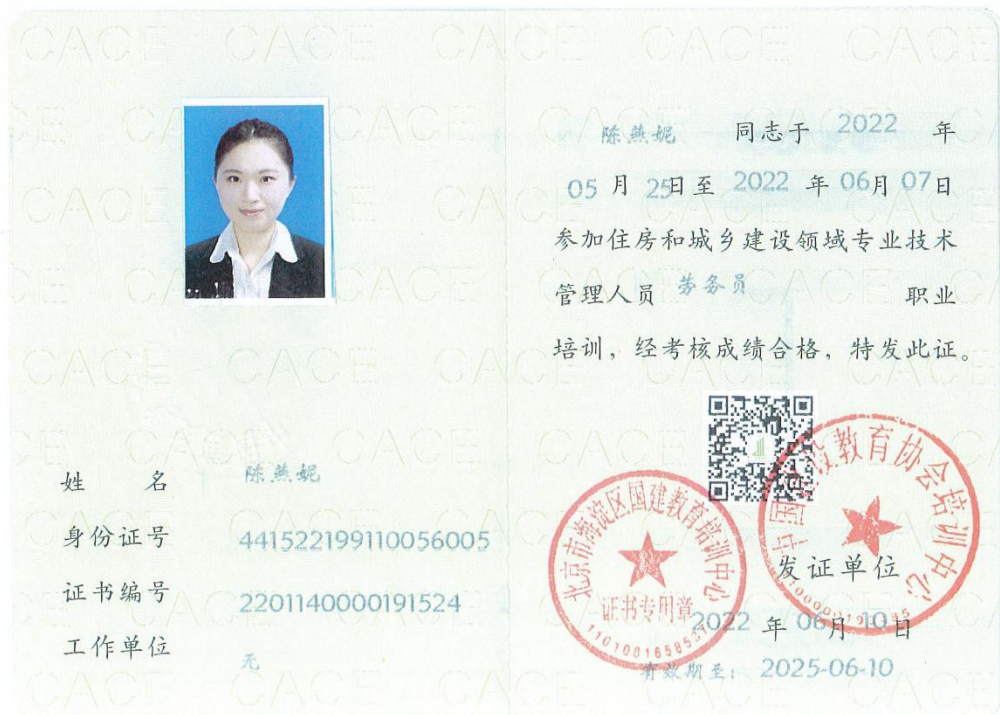 姓 名 陈燕妮
身份证号 441522199110056005
证书编号 2201140000191524
工作单位 无
陈燕妮 同志于 2022 年
05 月 25日至 2022 年 06月 07日
参加住房和城乡建设领域专业技术
管理人员 劳务员 职业
培训，经考核成绩合格，特发此证。
北京市海淀区国建教育培训中心
证书专用章
中国建设教育协会培训中心
发证单位
2022 年 06月 10日
有效期至： 2025-06-10
CACE